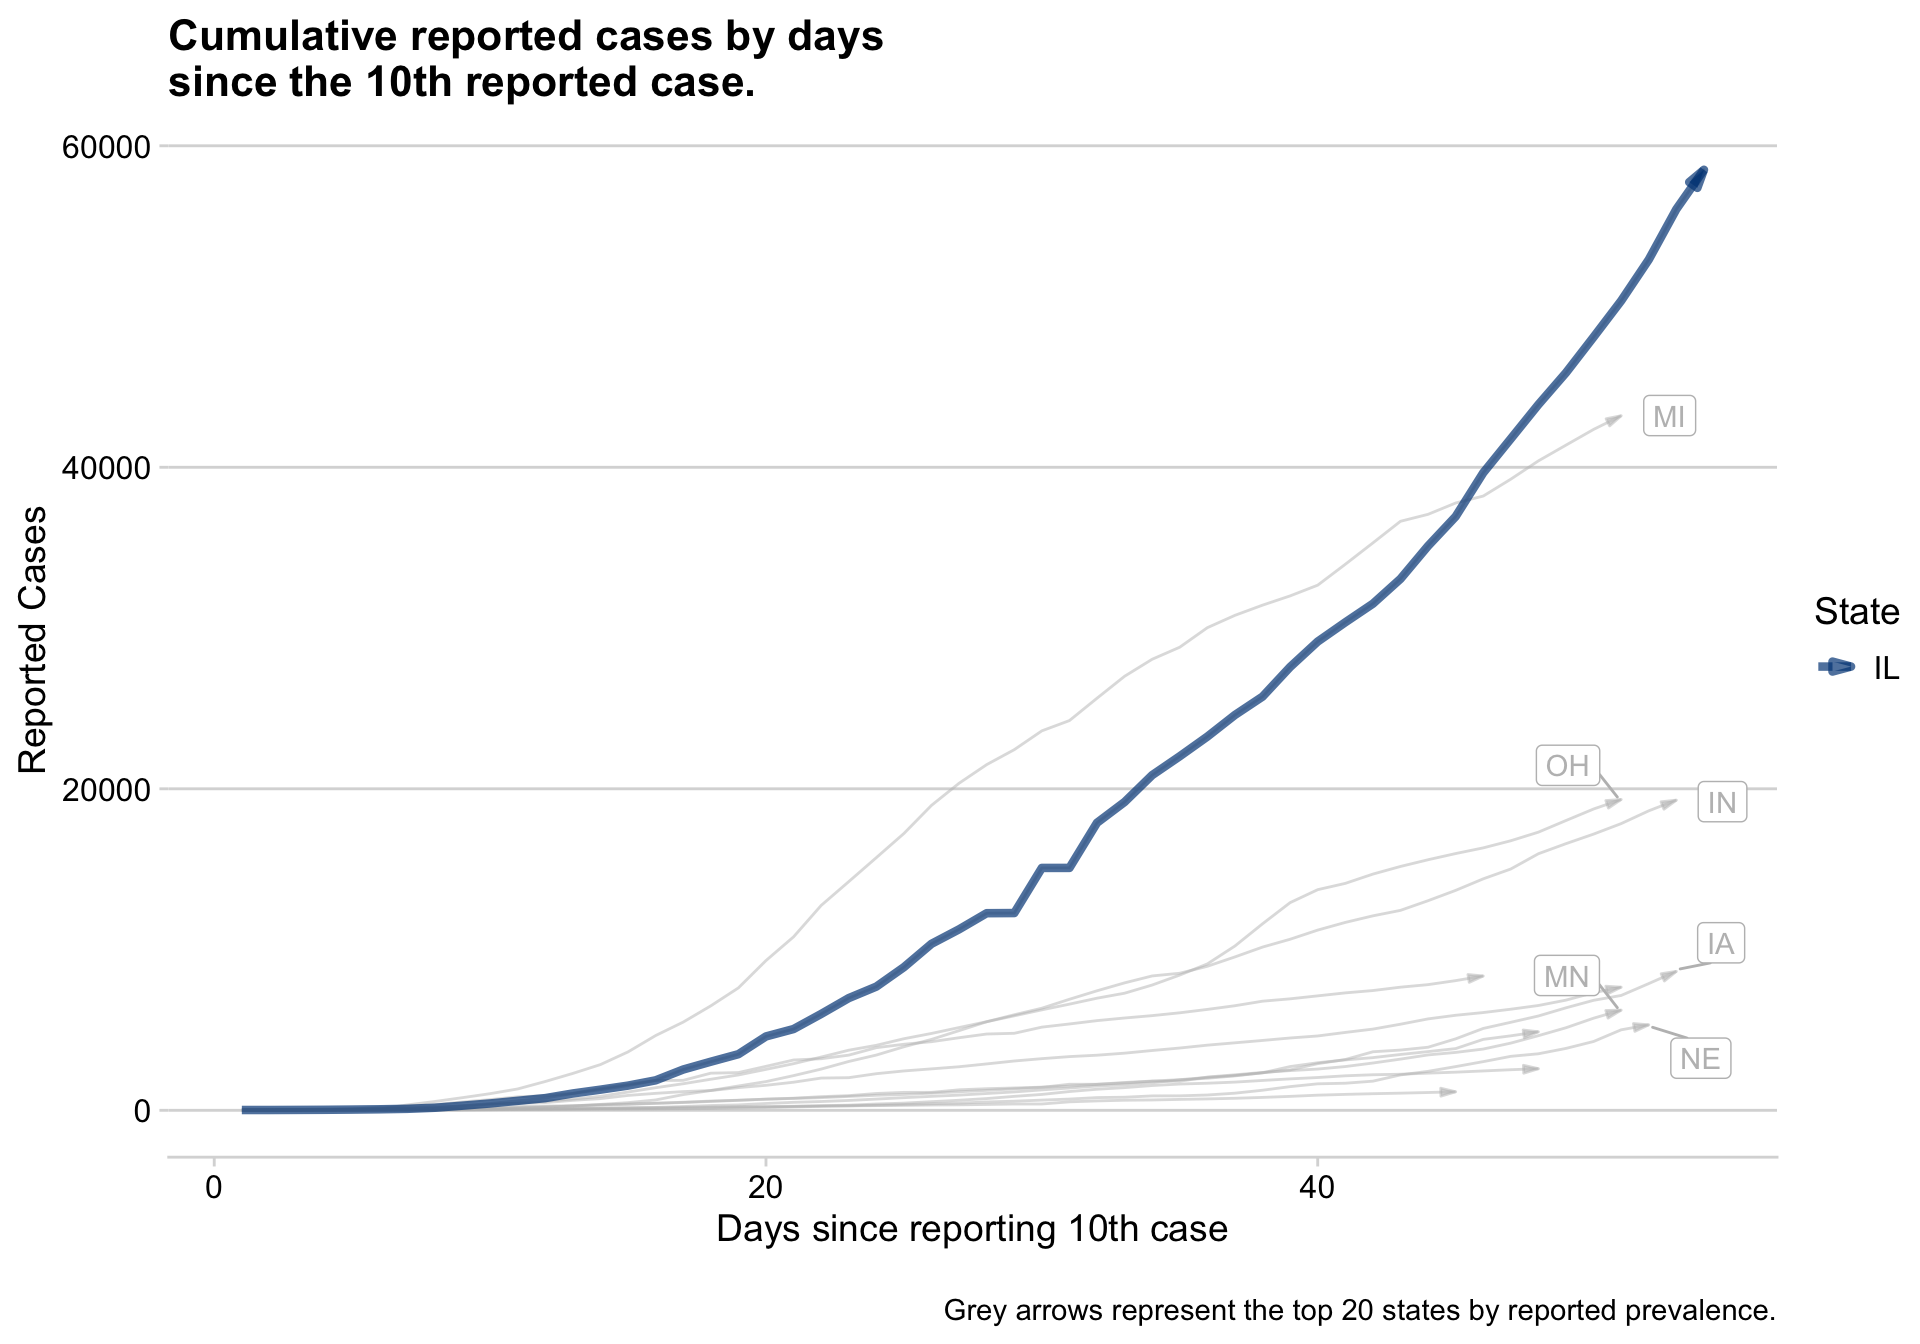 Cumulative reported cases by days
since the 10th reported case.
60000
40000
20000
0
Reported Cases
MI
OH
IN
IA
MN
NE
State
IL
0
20
40
Days since reporting 10th case
Grey arrows represent the top 20 states by reported prevalence.